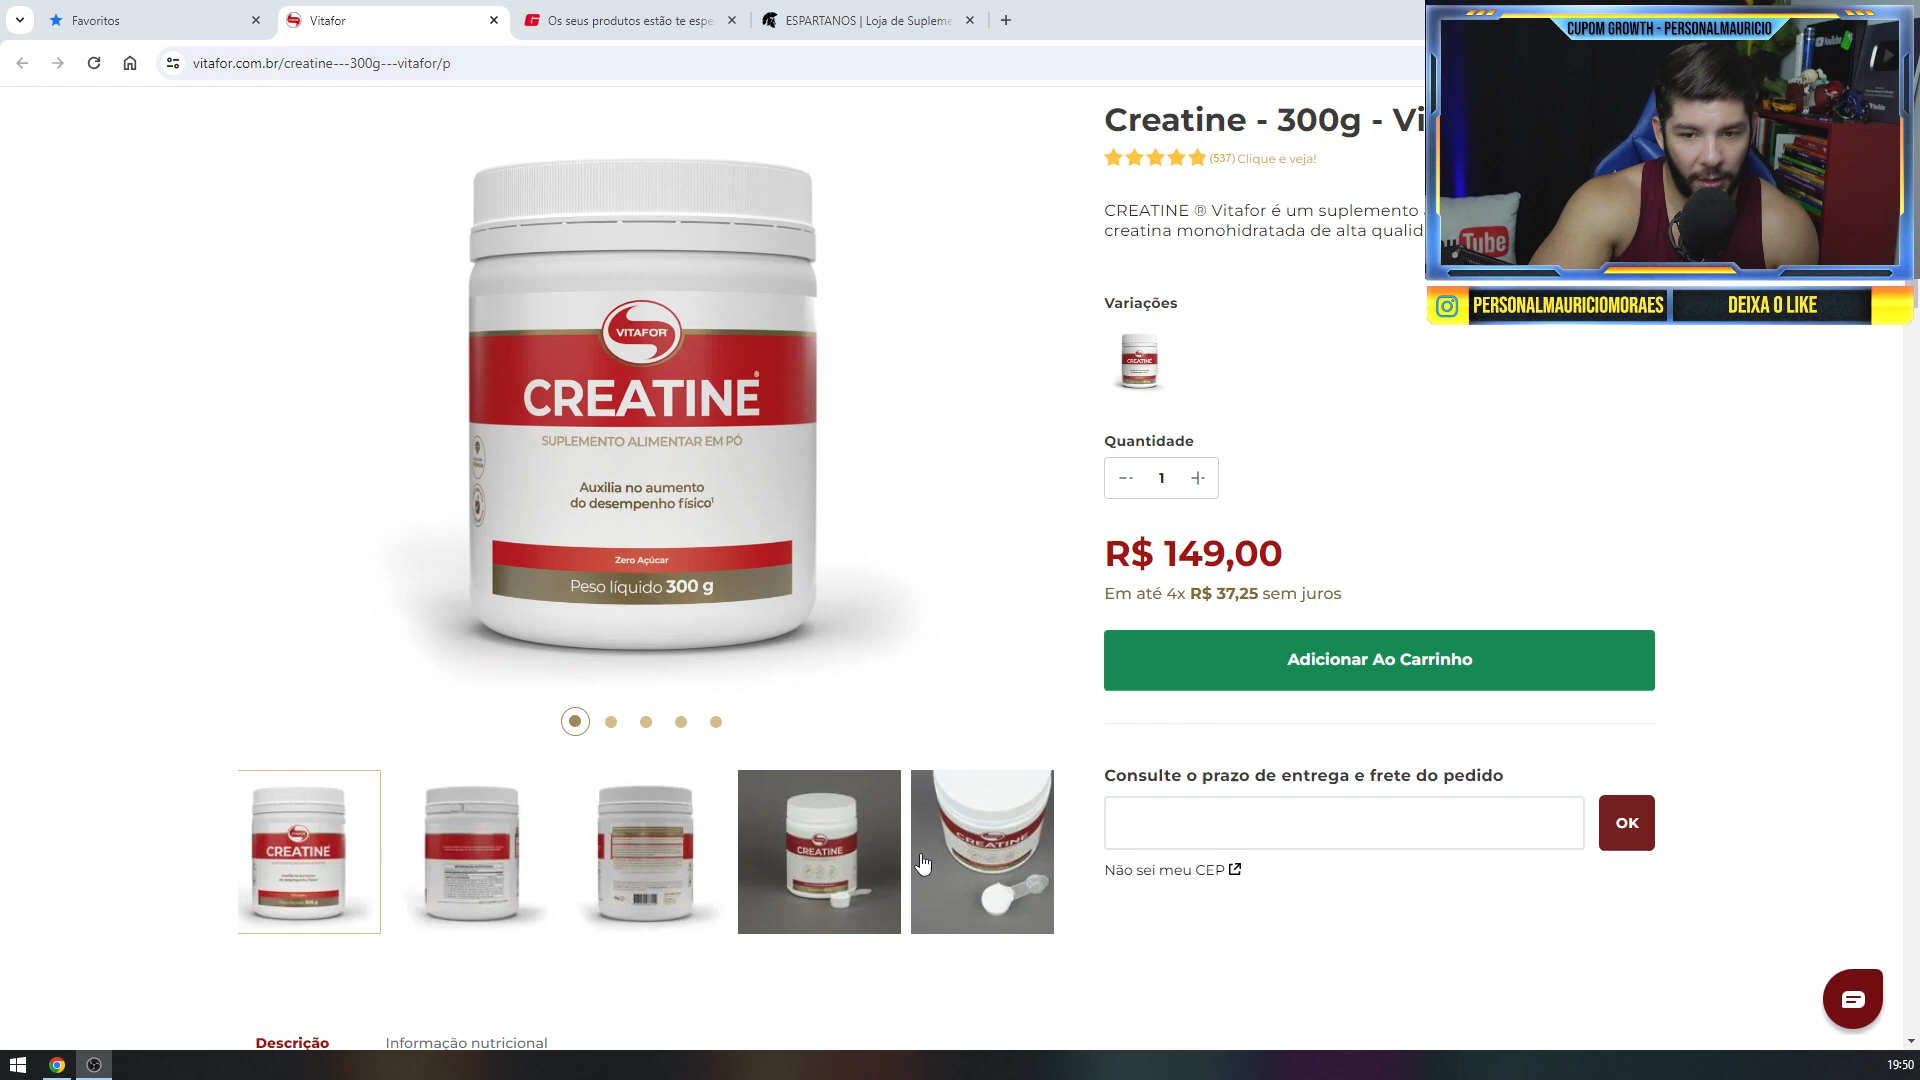 Favoritos
Vitafor
Os seus produtos estão te espe
ESPARTANOS | Loja de Supleme
vitafor.com.br/creatine---300g---vitafor/p
CUPOM GROWTH - PERSONALMAURICIO
Tube
PERSONALMAURICIOMORAES
DEIXA O LIKE
Creatine - 300g - Vi
(537) Clique e veja!
CREATINE ® Vitafor é um suplemento
creatina monohidratada de alta qualid
Variações
Quantidade
1
R$ 149,00
Em até 4x R$ 37,25 sem juros
Adicionar Ao Carrinho
Consulte o prazo de entrega e frete do pedido
OK
Não sei meu CEP
VITAFOR
CREATINE®
SUPLEMENTO ALIMENTAR EM PÓ
Auxilia no aumento
do desempenho físico¹
Zero Açúcar
Peso líquido 300 g
CREATINE
CREATINE
Descrição
Informação nutricional
19:50